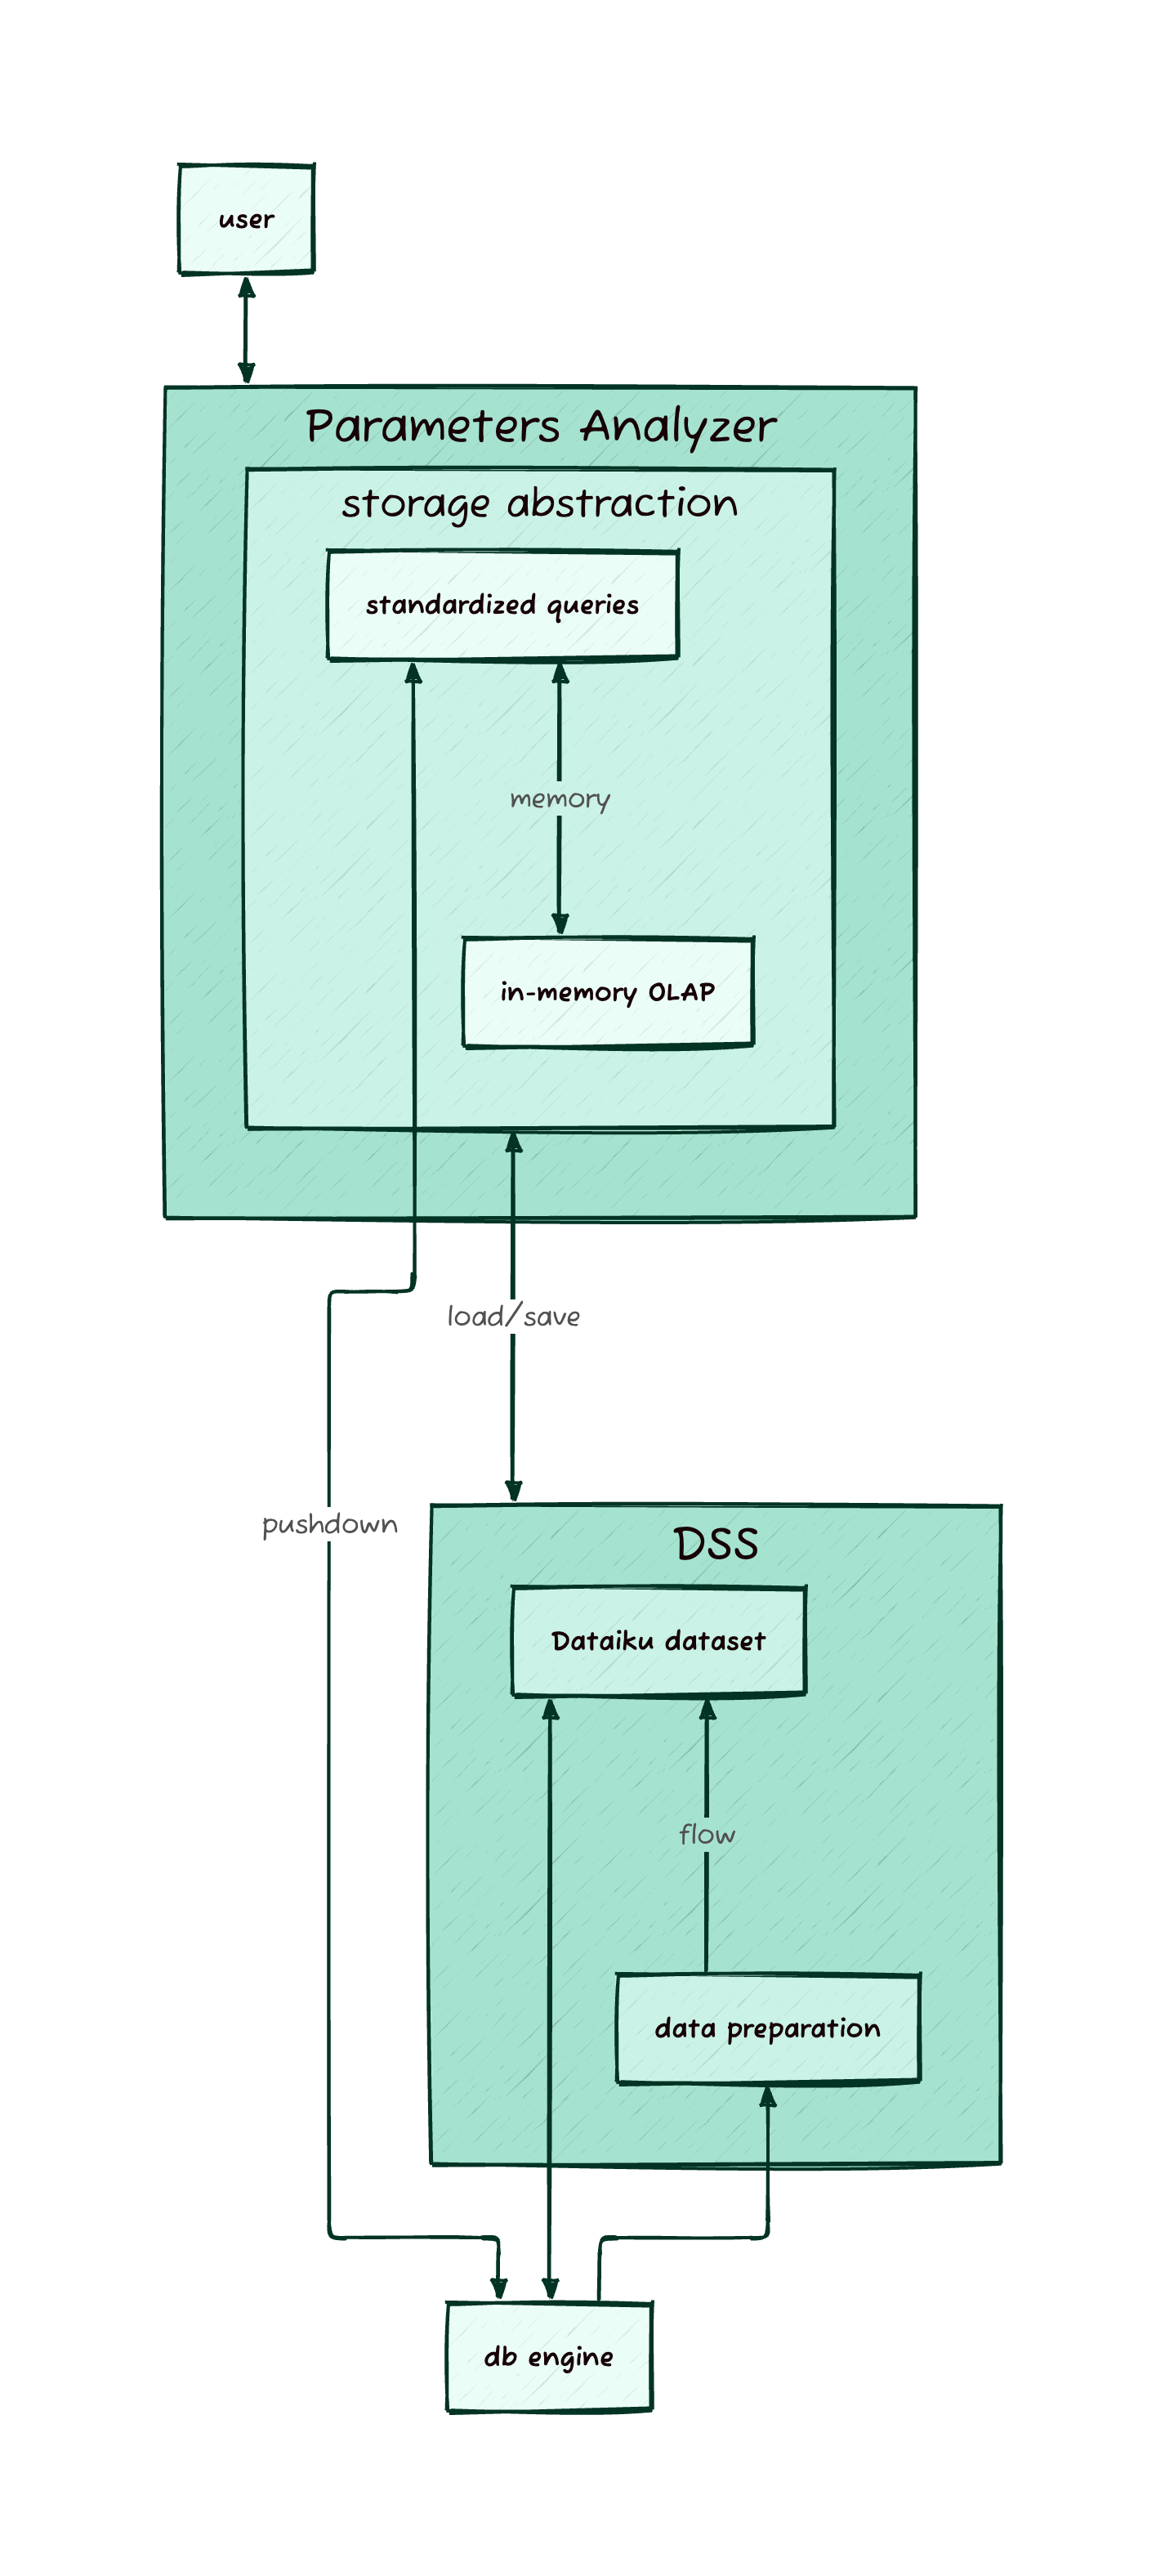 user
Parameters Analyzer
storage abstraction
standardized queries
memory
in-memory OLAP
load/save
pushdown
DSS
Dataiku dataset
flow
data preparation
db engine